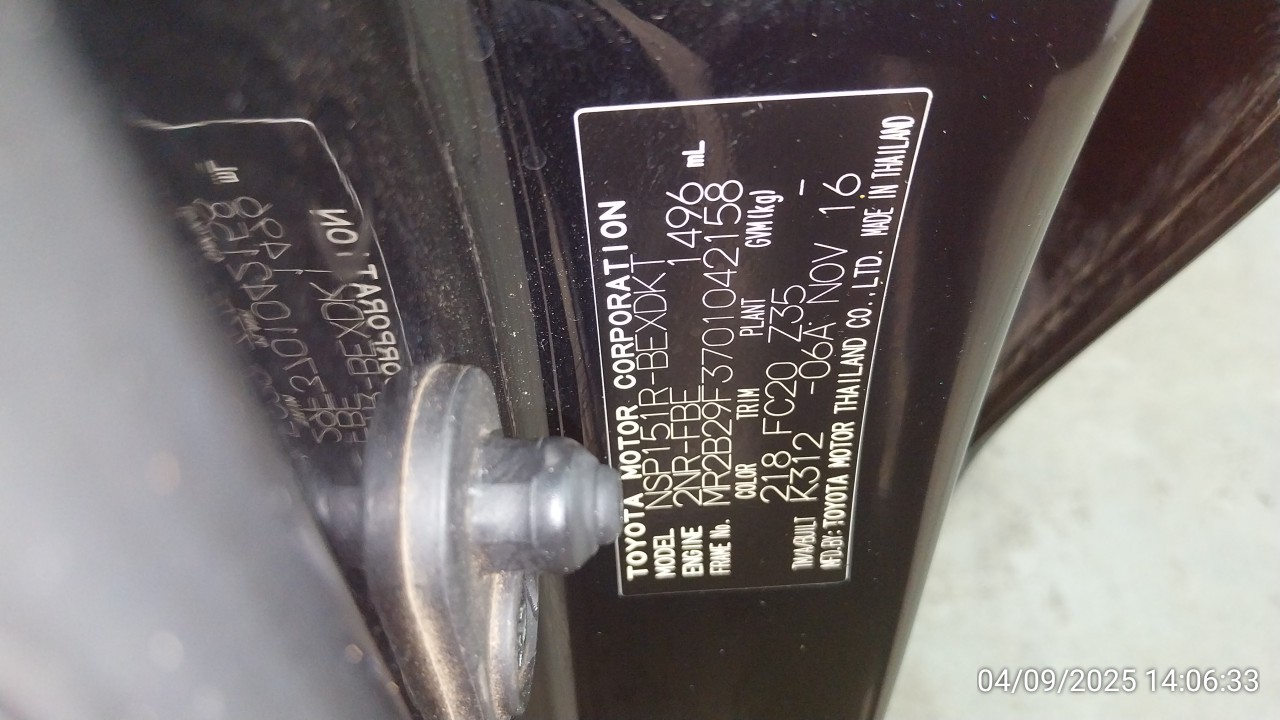 TOYOTA MOTOR CORPORATION
MODEL NSP151R-BEXDKT
ENGINE 2NR-FBE 1496 mL
FRAME No. MR2B29F3701042158
COLOR TRIM PLANT GVM(kg)
218 FC20 Z35 —
TM/A/BUILT K312 -06A NOV 16
MFD.BY: TOYOTA MOTOR THAILAND CO.,LTD. MADE IN THAILAND
04/09/2025 14:06:33